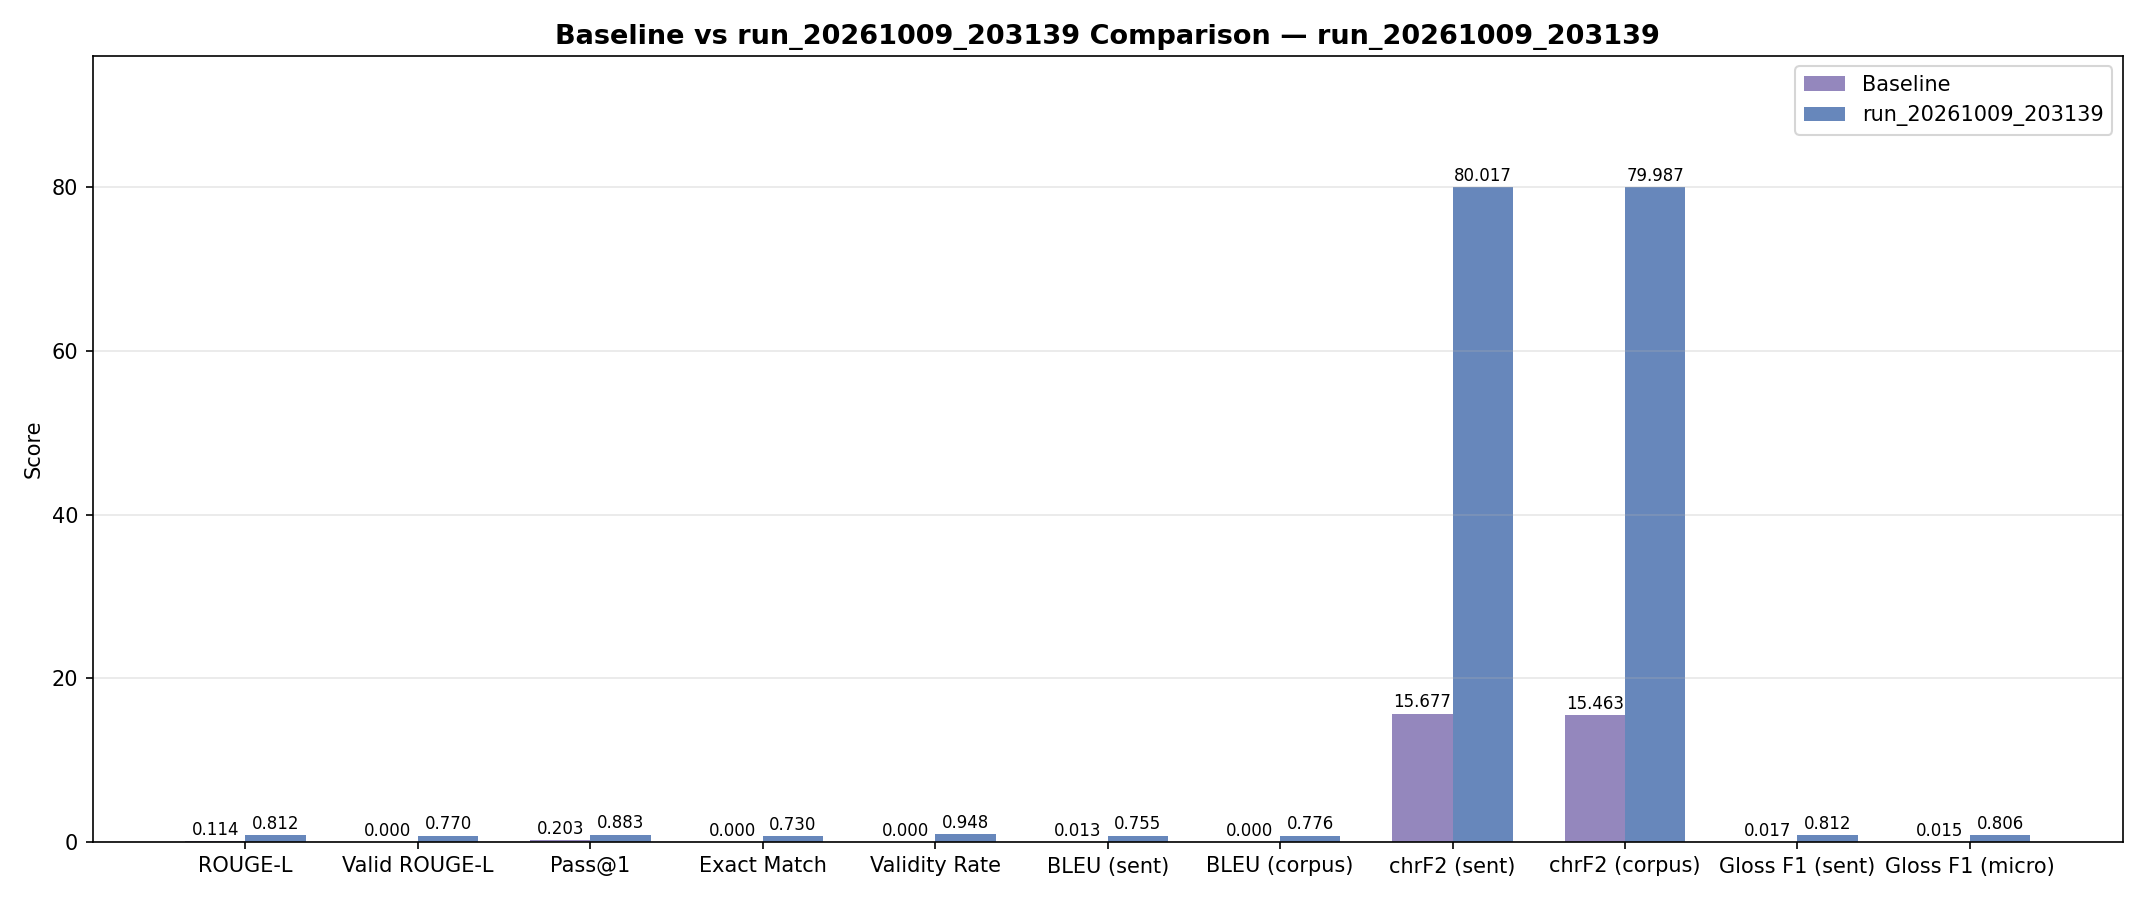 Baseline vs run_20261009_203139 Comparison — run_20261009_203139
Baseline
run_20261009_203139
Score
80
60
40
20
0
80.017 79.987
15.677 15.463
0.114 0.812 0.000 0.770 0.203 0.883 0.000 0.730 0.000 0.948 0.013 0.755 0.000 0.776 0.017 0.812 0.015 0.806
ROUGE-L Valid ROUGE-L Pass@1 Exact Match Validity Rate BLEU (sent) BLEU (corpus) chrF2 (sent) chrF2 (corpus) Gloss F1 (sent) Gloss F1 (micro)